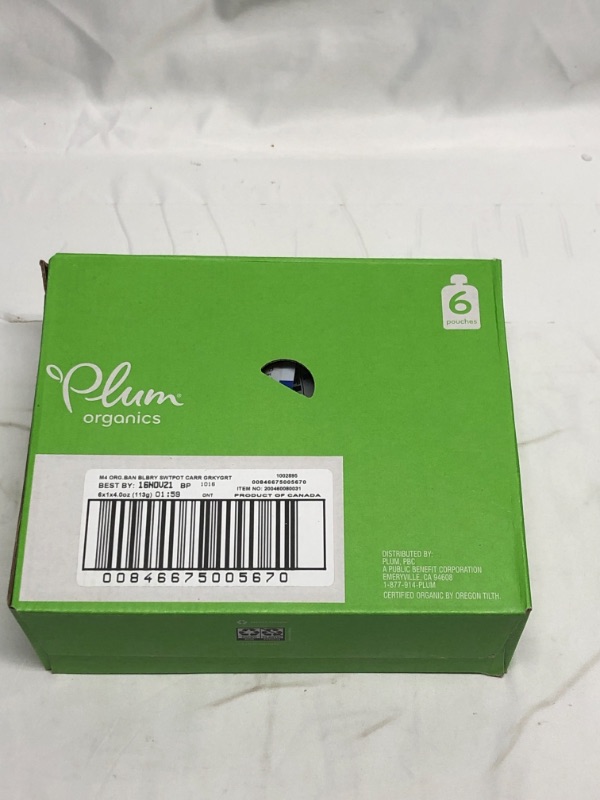 6
pouches
Plum®
organics
M4 ORG.BAN BLBRY SWTPOT CARR GRKYGRT
1002885
BEST BY: 16NOV21 BP 1016
00846675005670
ITEM NO: 200460080031
6x1x4.0oz (113g) 01:59 ONT PRODUCT OF CANADA
00846675005670
DISTRIBUTED BY:
PLUM, PBC
A PUBLIC BENEFIT CORPORATION
EMERYVILLE, CA 94608
1-877-914-PLUM
CERTIFIED ORGANIC BY OREGON TILTH.